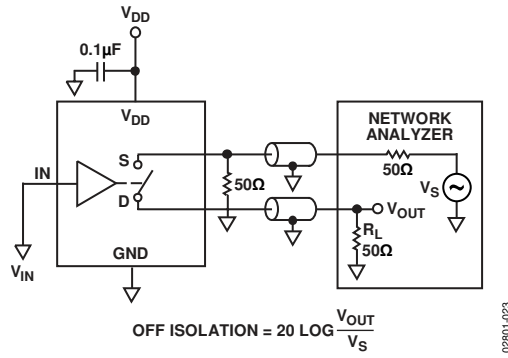 VDD
0.1µF
VDD
NETWORK
ANALYZER
IN
S
50Ω
50Ω
VS
D
VOUT
RL
50Ω
GND
VIN
OFF ISOLATION = 20 LOG VOUT/VS
02801-023